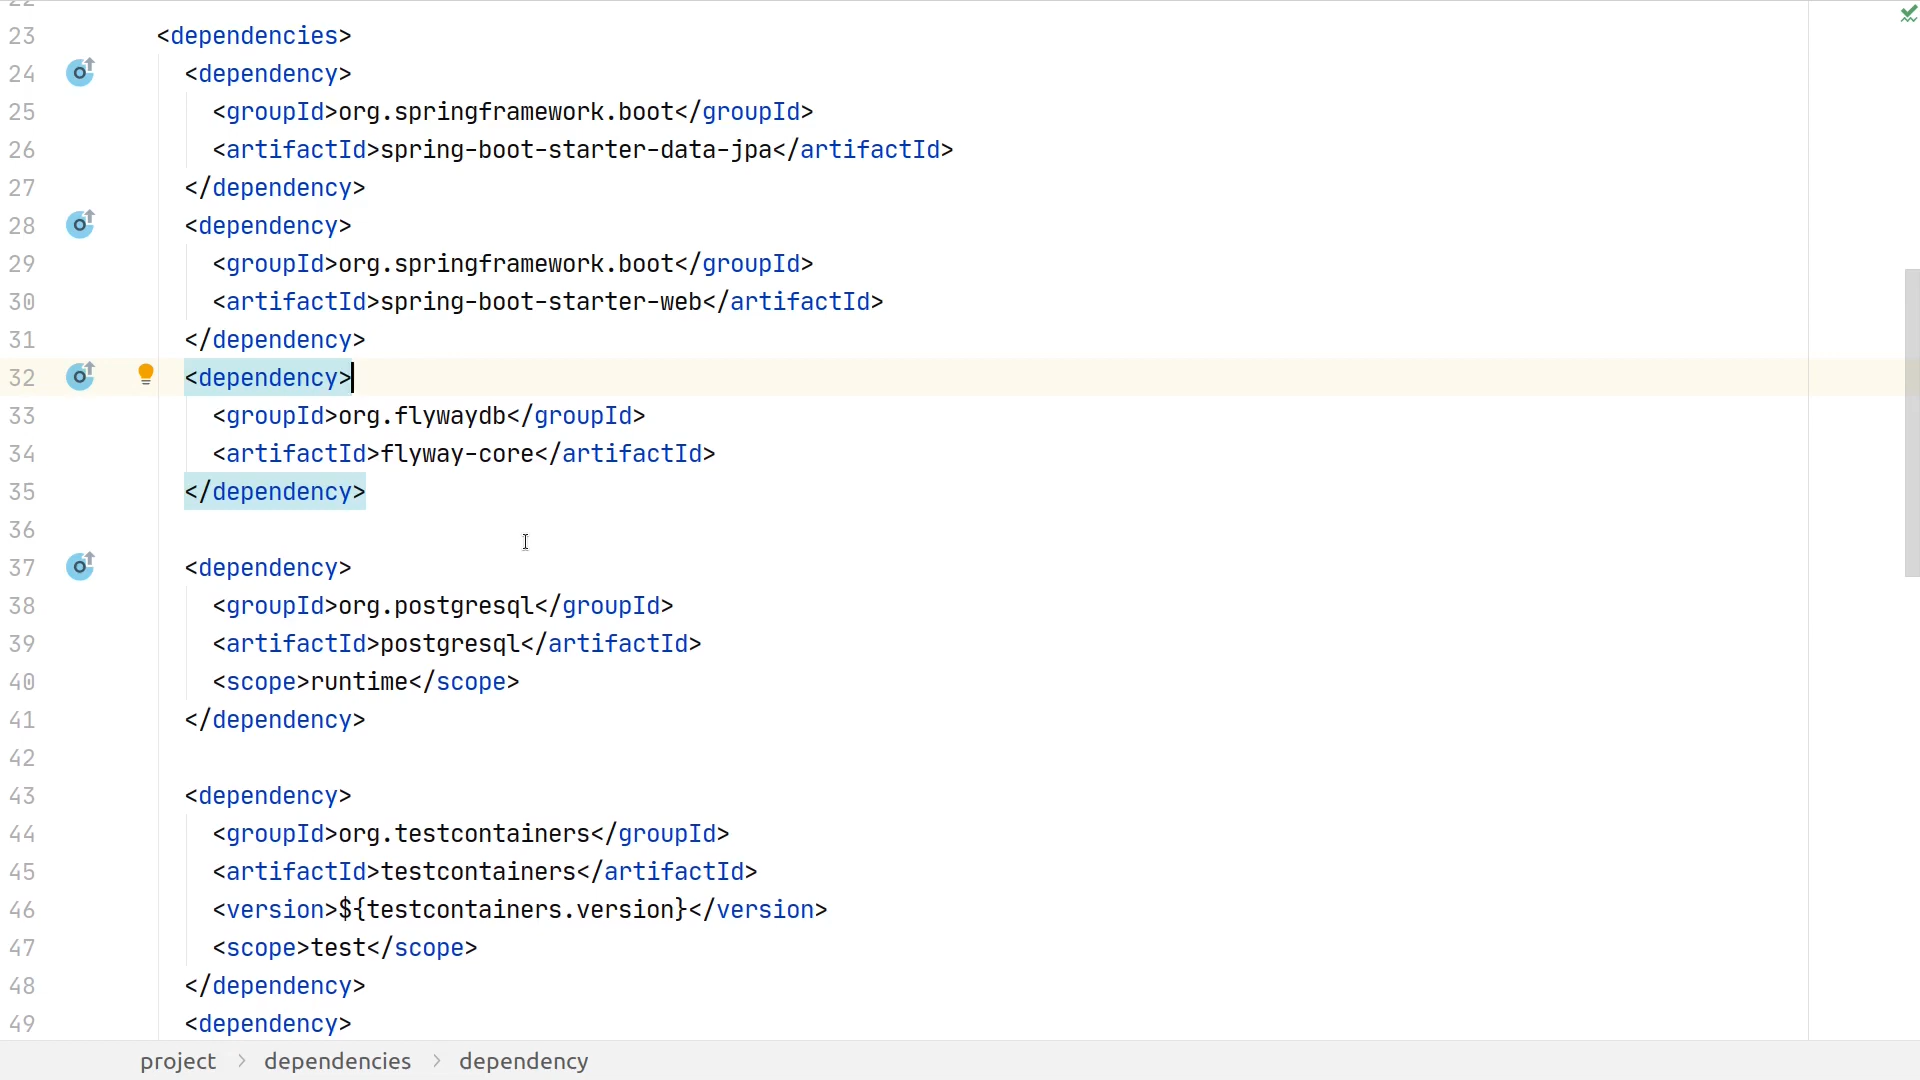 23 <dependencies>
24 <dependency>
25 <groupId>org.springframework.boot</groupId>
26 <artifactId>spring-boot-starter-data-jpa</artifactId>
27 </dependency>
28 <dependency>
29 <groupId>org.springframework.boot</groupId>
30 <artifactId>spring-boot-starter-web</artifactId>
31 </dependency>
32 <dependency>
33 <groupId>org.flywaydb</groupId>
34 <artifactId>flyway-core</artifactId>
35 </dependency>
36
37 <dependency>
38 <groupId>org.postgresql</groupId>
39 <artifactId>postgresql</artifactId>
40 <scope>runtime</scope>
41 </dependency>
42
43 <dependency>
44 <groupId>org.testcontainers</groupId>
45 <artifactId>testcontainers</artifactId>
46 <version>${testcontainers.version}</version>
47 <scope>test</scope>
48 </dependency>
49 <dependency>
project > dependencies > dependency